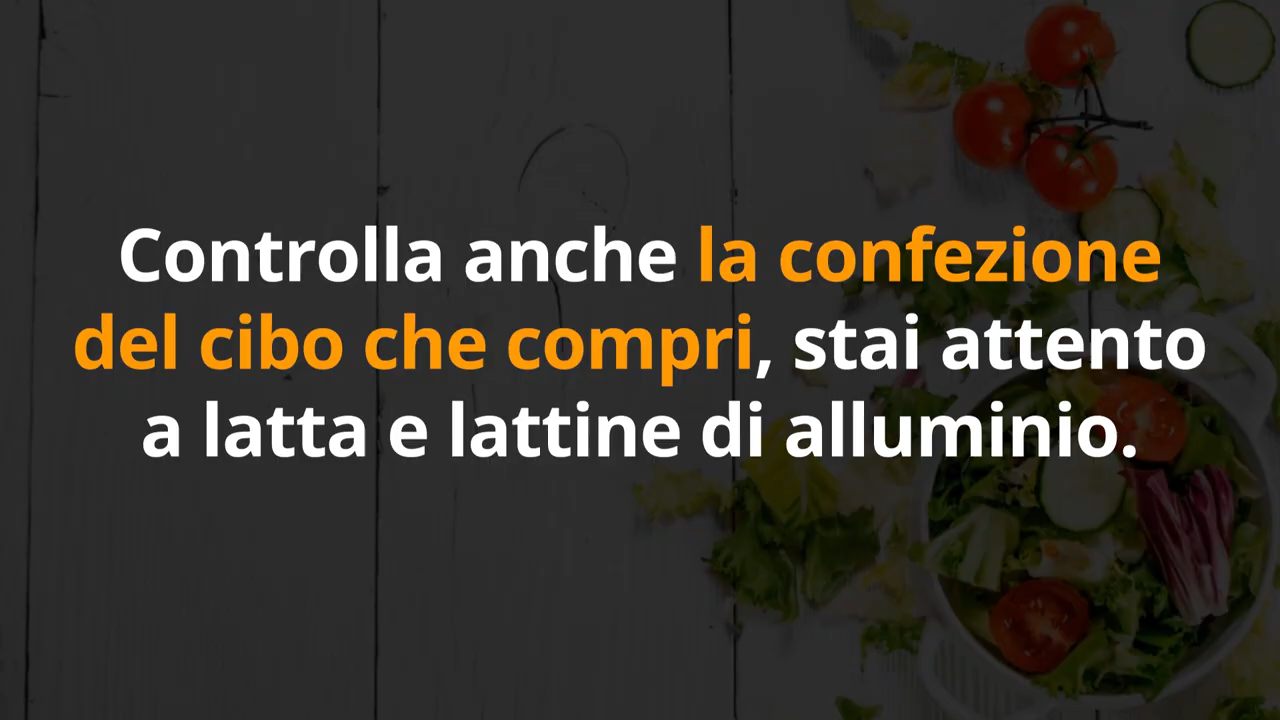 Controlla anche la confezione
del cibo che compri, stai attento
a latta e lattine di alluminio.